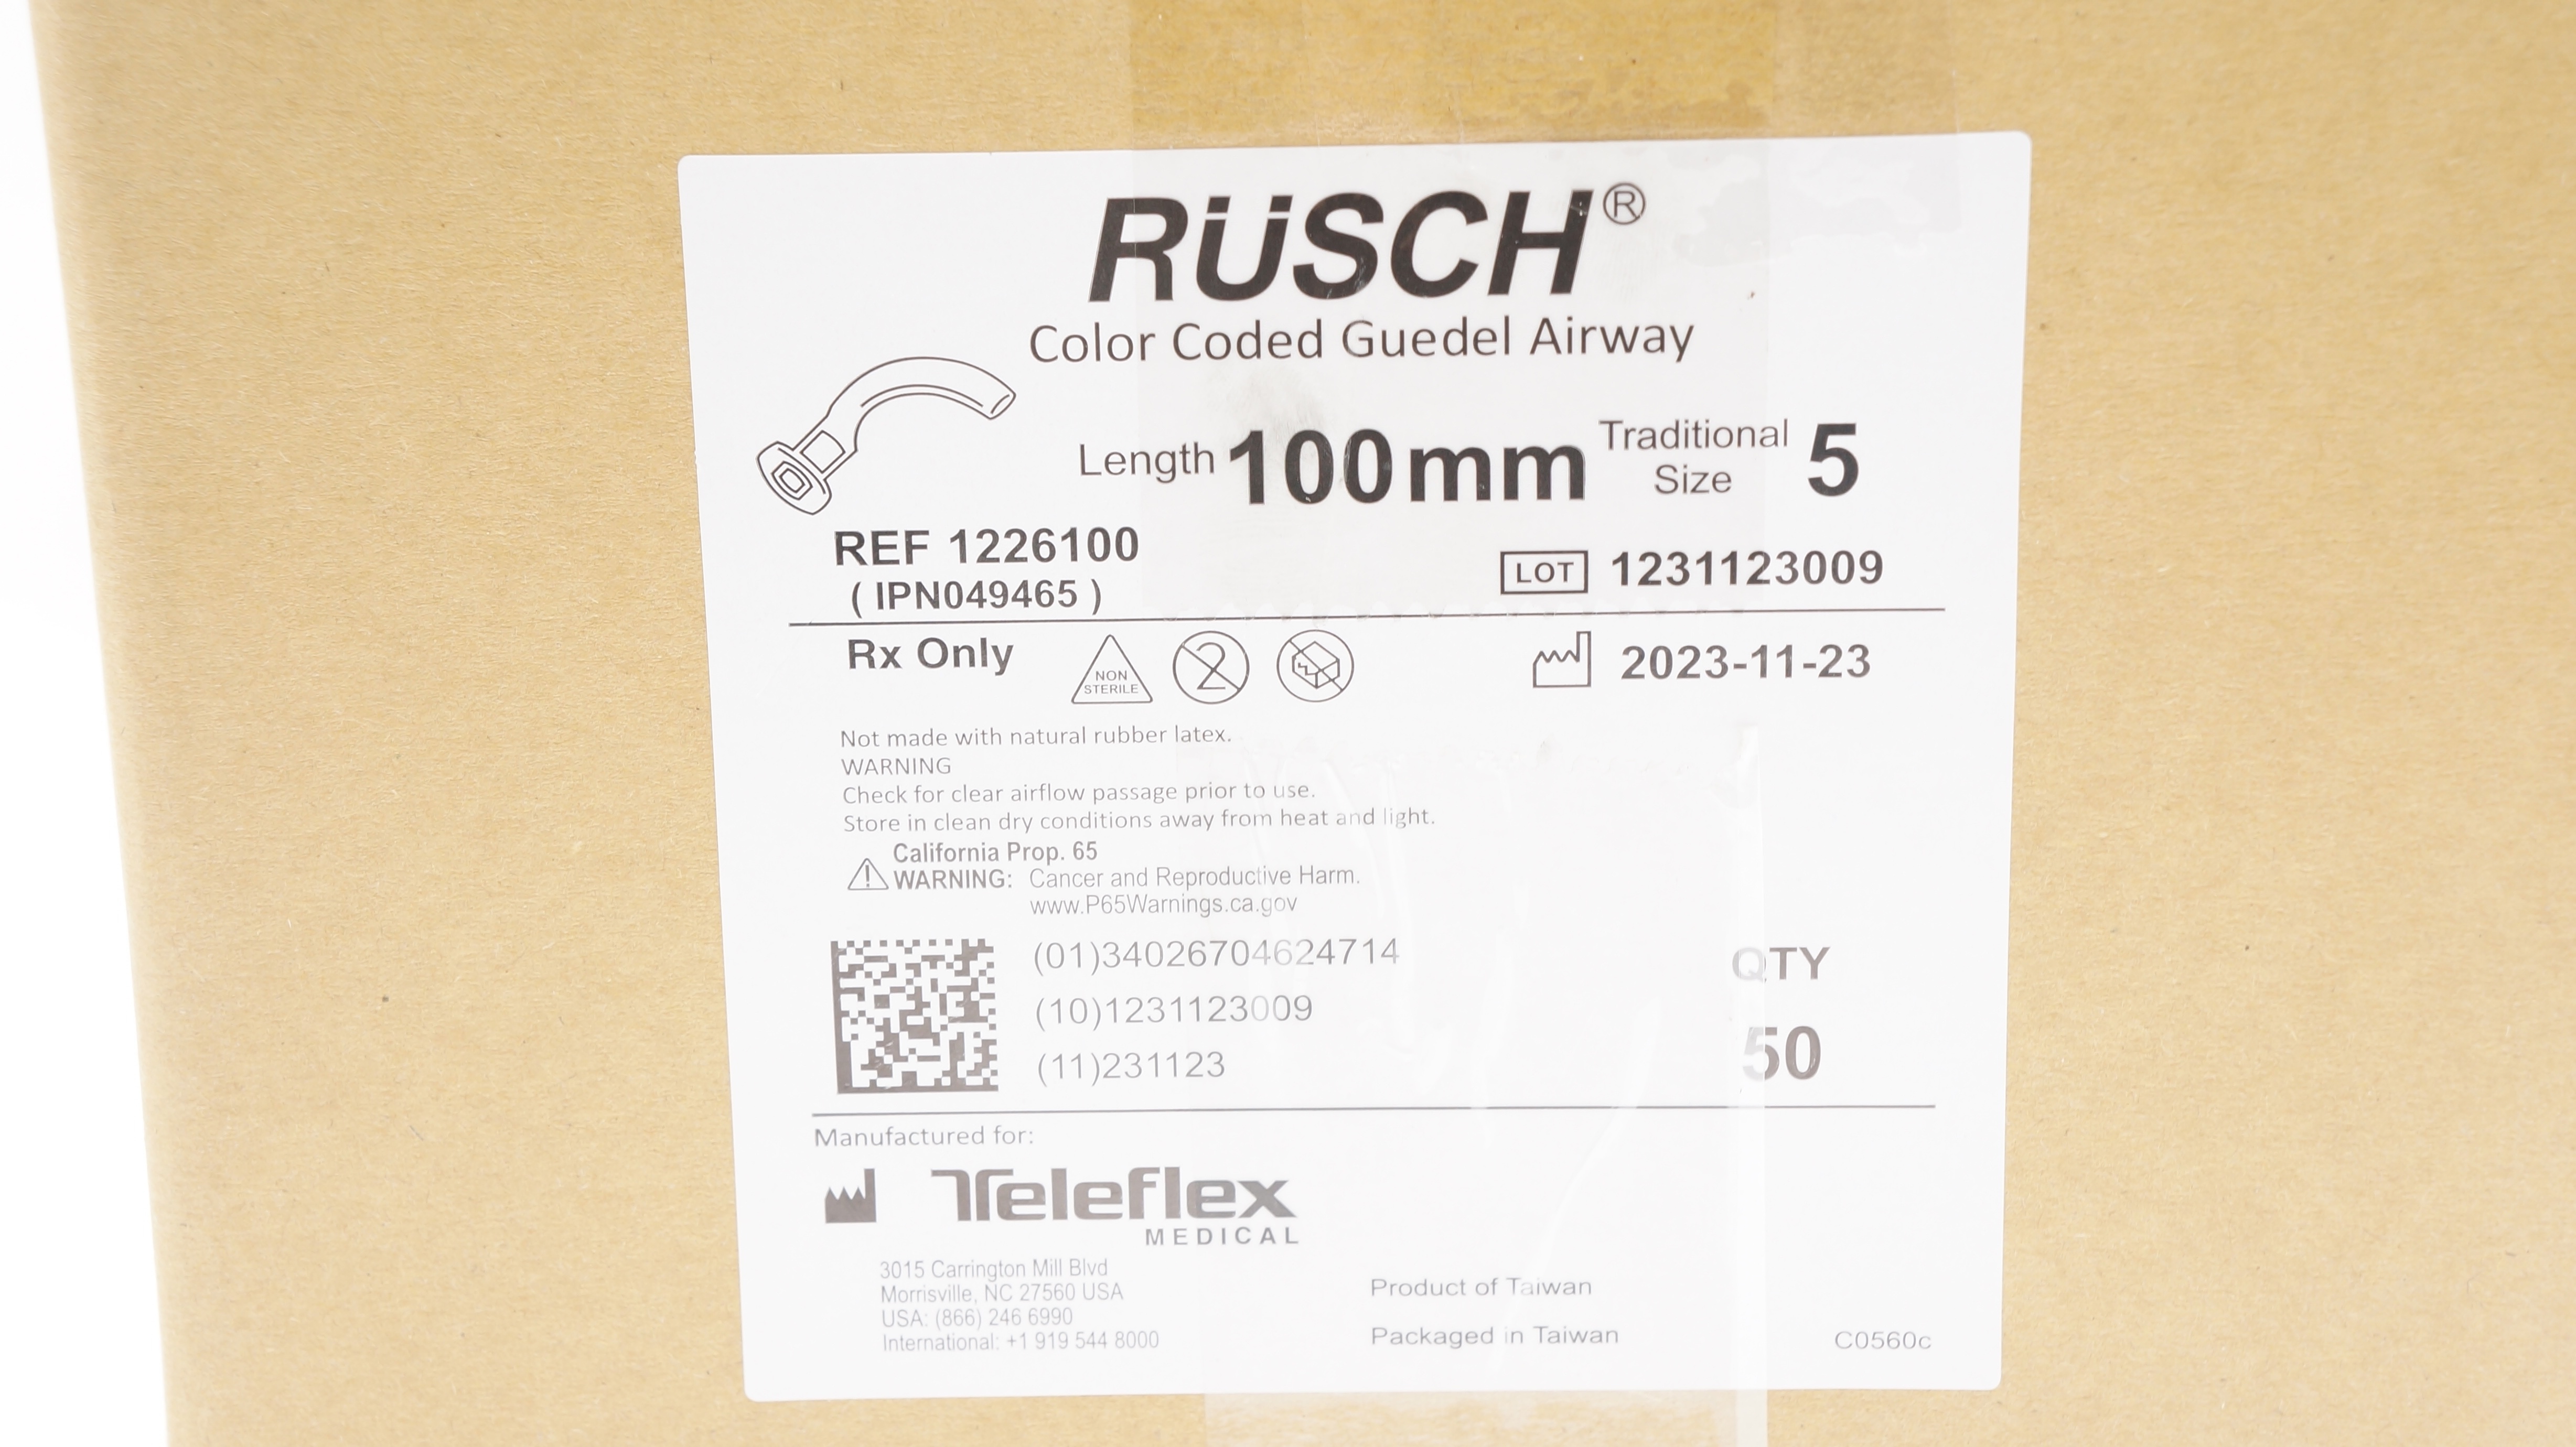 RÜSCH®
Color Coded Guedel Airway
Length 100mm Traditional Size 5
REF 1226100
( IPN049465 )
LOT 1231123009
Rx Only NON STERILE 2 2023-11-23
Not made with natural rubber latex.
WARNING
Check for clear airflow passage prior to use.
Store in clean dry conditions away from heat and light.
California Prop. 65
WARNING: Cancer and Reproductive Harm.
www.P65Warnings.ca.gov
(01)34026704624714
(10)1231123009
(11)231123
QTY
50
Manufactured for:
Teleflex
MEDICAL
3015 Carrington Mill Blvd
Morrisville, NC 27560 USA
USA: (866) 246 6990
International: +1 919 544 8000
Product of Taiwan
Packaged in Taiwan
C0560c